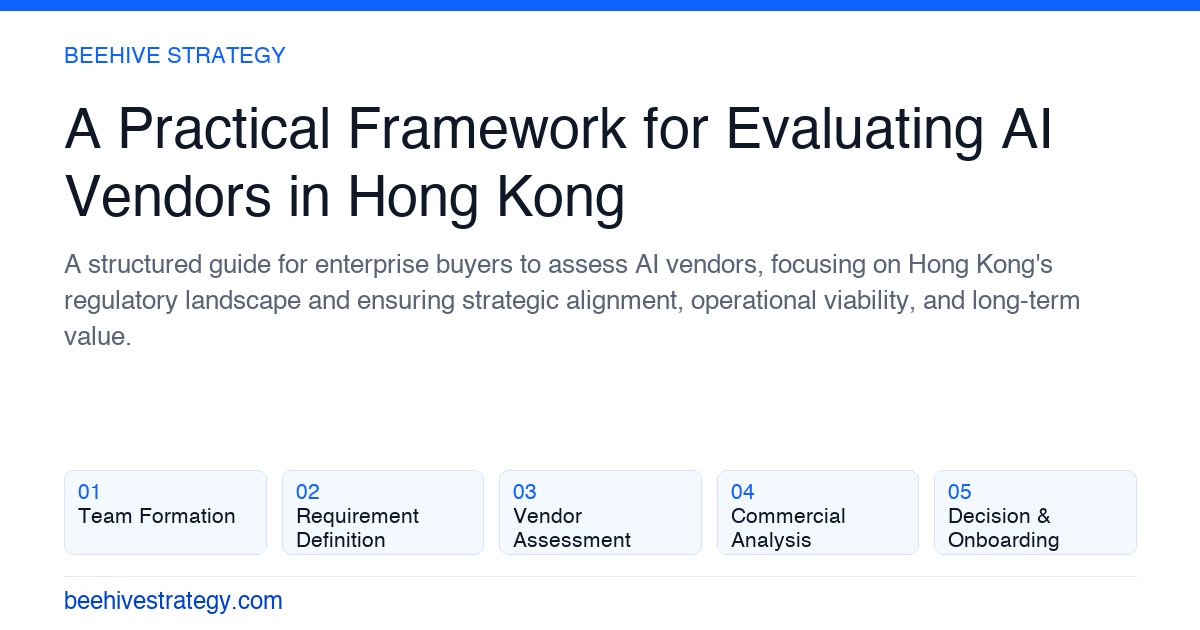 BEEHIVE STRATEGY
A Practical Framework for Evaluating AI
Vendors in Hong Kong
A structured guide for enterprise buyers to assess AI vendors, focusing on Hong Kong's
regulatory landscape and ensuring strategic alignment, operational viability, and long-term
value.
01
Team Formation
02
Requirement
Definition
03
Vendor
Assessment
04
Commercial
Analysis
05
Decision &
Onboarding
beehivestrategy.com